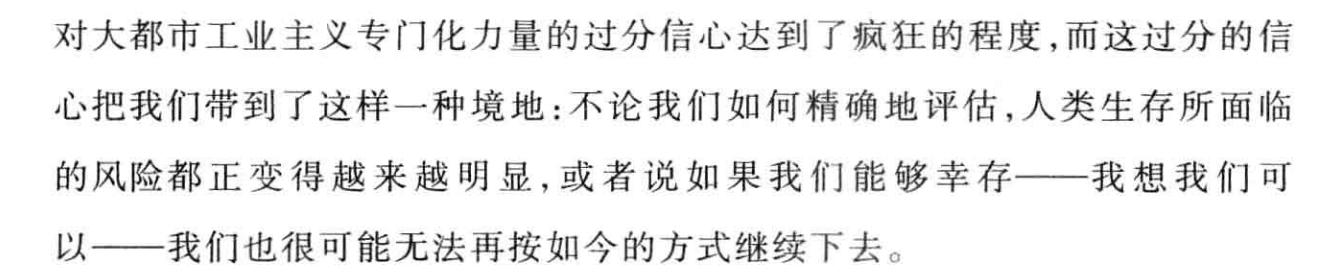 对大都市工业主义专门化力量的过分信心达到了疯狂的程度,而这过分的信
心把我们带到了这样一种境地:不论我们如何精确地评估,人类生存所面临
的风险都正变得越来越明显,或者说如果我们能够幸存——我想我们可
以——我们也很可能无法再按如今的方式继续下去。